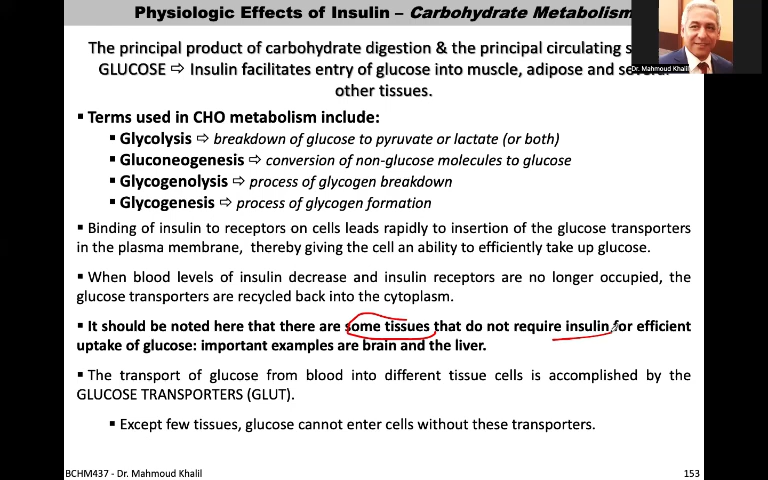 Physiologic Effects of Insulin – Carbohydrate Metabolism
The principal product of carbohydrate digestion & the principal circulating
GLUCOSE ⇨ Insulin facilitates entry of glucose into muscle, adipose and
other tissues.
Dr. Mahmoud Khalil
▪ Terms used in CHO metabolism include:
▪ Glycolysis ⇨ breakdown of glucose to pyruvate or lactate (or both)
▪ Gluconeogenesis ⇨ conversion of non-glucose molecules to glucose
▪ Glycogenolysis ⇨ process of glycogen breakdown
▪ Glycogenesis ⇨ process of glycogen formation
▪ Binding of insulin to receptors on cells leads rapidly to insertion of the glucose transporters
in the plasma membrane, thereby giving the cell an ability to efficiently take up glucose.
▪ When blood levels of insulin decrease and insulin receptors are no longer occupied, the
glucose transporters are recycled back into the cytoplasm.
▪ It should be noted here that there are some tissues that do not require insulin for efficient
uptake of glucose: important examples are brain and the liver.
▪ The transport of glucose from blood into different tissue cells is accomplished by the
GLUCOSE TRANSPORTERS (GLUT).
▪ Except few tissues, glucose cannot enter cells without these transporters.
BCHM437 - Dr. Mahmoud Khalil
153